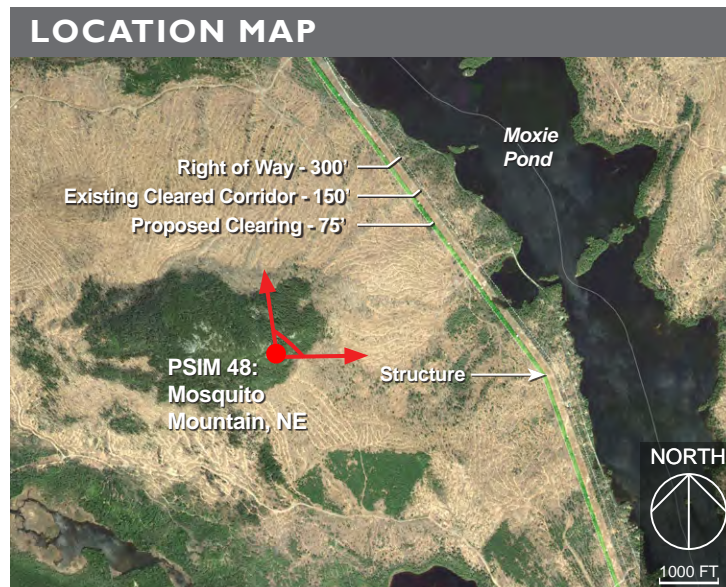 LOCATION MAP
Moxie
Pond
Right of Way - 300'
Existing Cleared Corridor - 150'
Proposed Clearing - 75'
PSIM 48:
Mosquito
Mountain, NE
Structure
NORTH
1000 FT